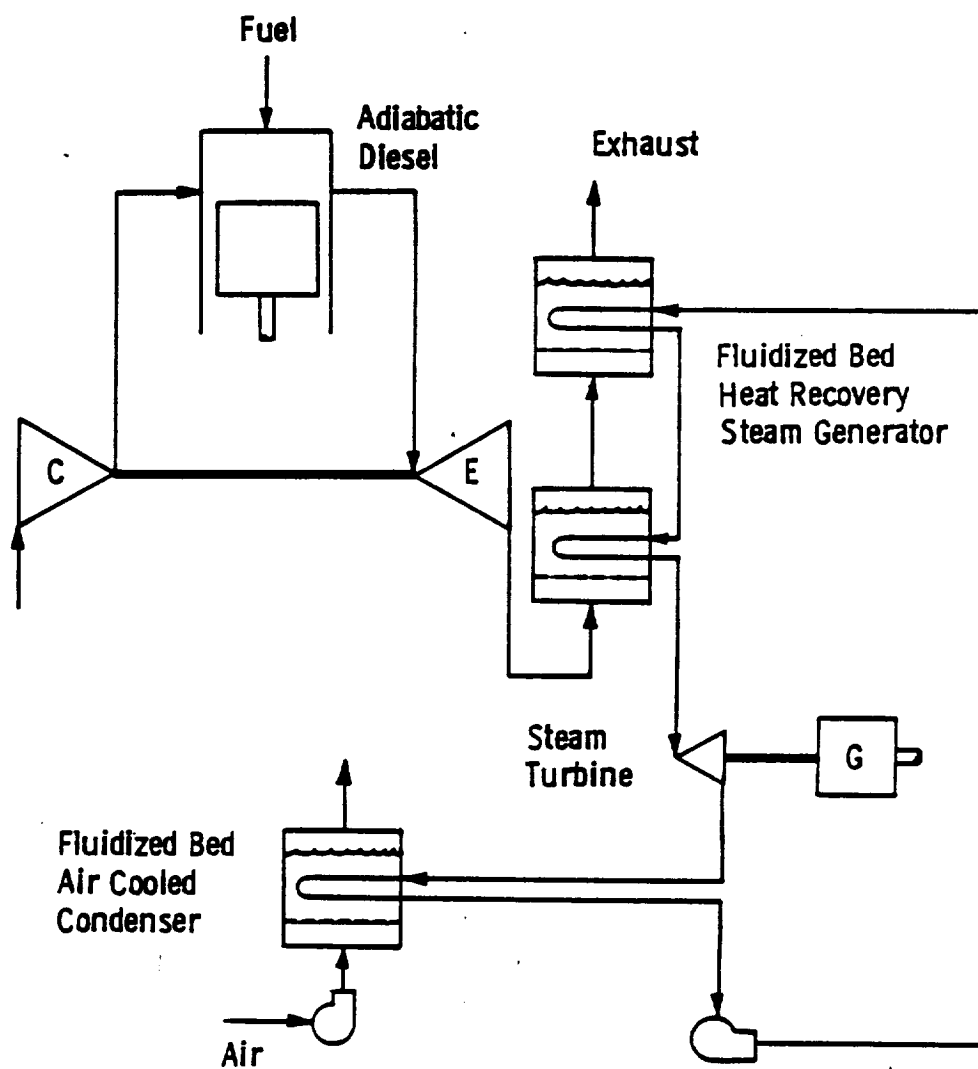 Fuel
Adiabatic
Diesel
Exhaust
Fluidized Bed
Heat Recovery
Steam Generator
C
E
Steam
Turbine
G
Fluidized Bed
Air Cooled
Condenser
Air